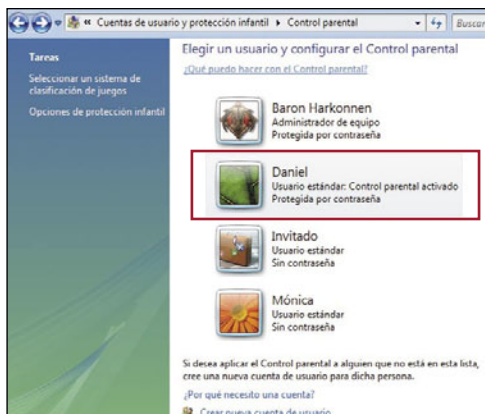 « Cuentas de usuario y protección infantil ▸ Control parental
Buscar
Tareas
Seleccionar un sistema de
clasificación de juegos
Opciones de protección infantil
Elegir un usuario y configurar el Control parental
¿Qué puedo hacer con el Control parental?
Baron Harkonnen
Administrador de equipo
Protegida por contraseña
Daniel
Usuario estándar: Control parental activado
Protegida por contraseña
Invitado
Usuario estándar
Sin contraseña
Mónica
Usuario estándar
Sin contraseña
Si desea aplicar el Control parental a alguien que no está en esta lista,
cree una nueva cuenta de usuario para dicha persona.
¿Por qué necesito una cuenta?
Crear nueva cuenta de usuario